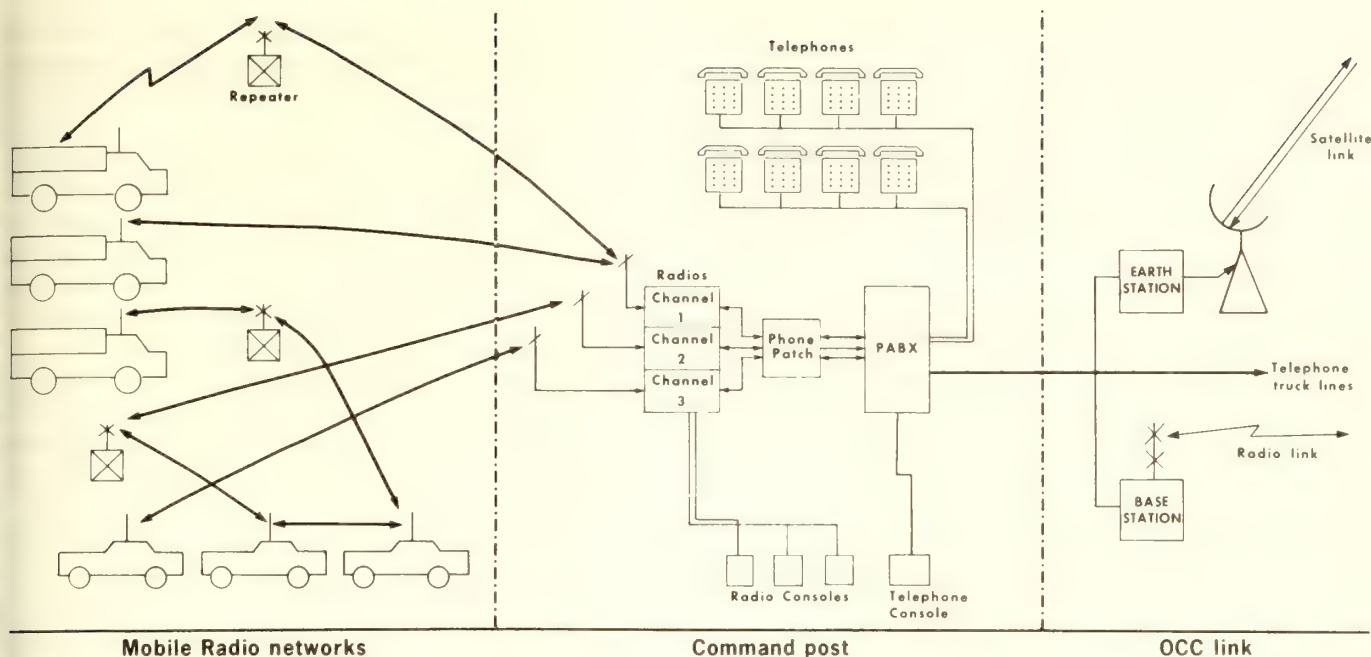 Repeater
Telephones
Radios
Channel
1
Channel
2
Channel
3
Phone
Patch
PABX
Radio Consoles
Telephone
Console
Satellite
link
EARTH
STATION
Telephone
truck lines
Radio link
BASE
STATION
Mobile Radio networks
Command post
OCC link